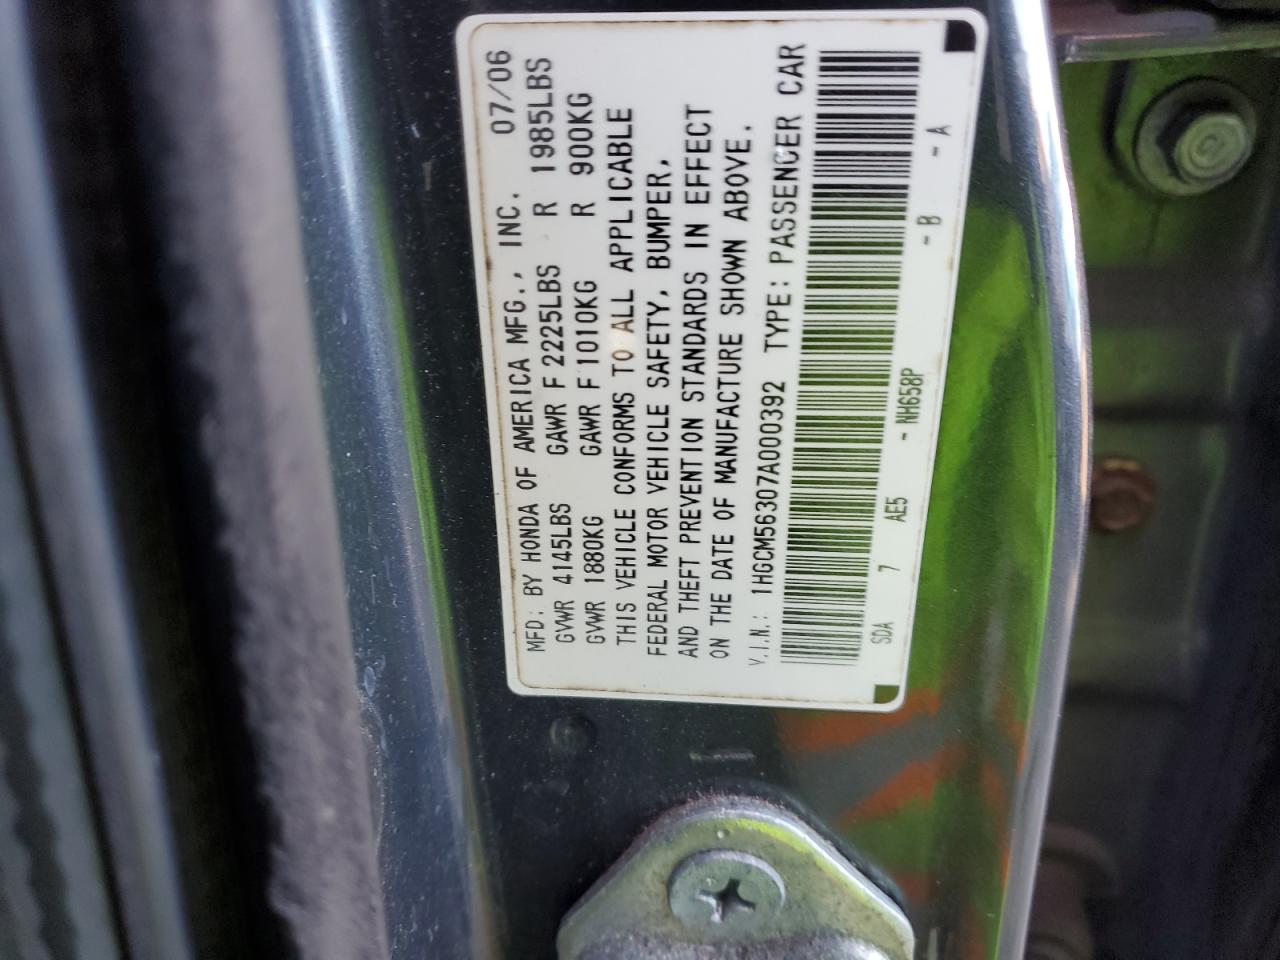 MFD. BY HONDA OF AMERICA MFG., INC. 07/06
GVWR 4145LBS GAWR F 2225LBS R 1985LBS
GVWR 1880KG GAWR F 1010KG R 900KG
THIS VEHICLE CONFORMS TO ALL APPLICABLE
FEDERAL MOTOR VEHICLE SAFETY, BUMPER,
AND THEFT PREVENTION STANDARDS IN EFFECT
ON THE DATE OF MANUFACTURE SHOWN ABOVE.
V.I.N.: 1HGCM56307A000392 TYPE: PASSENGER CAR
SDA 7 AE5 - NH658P - B - A